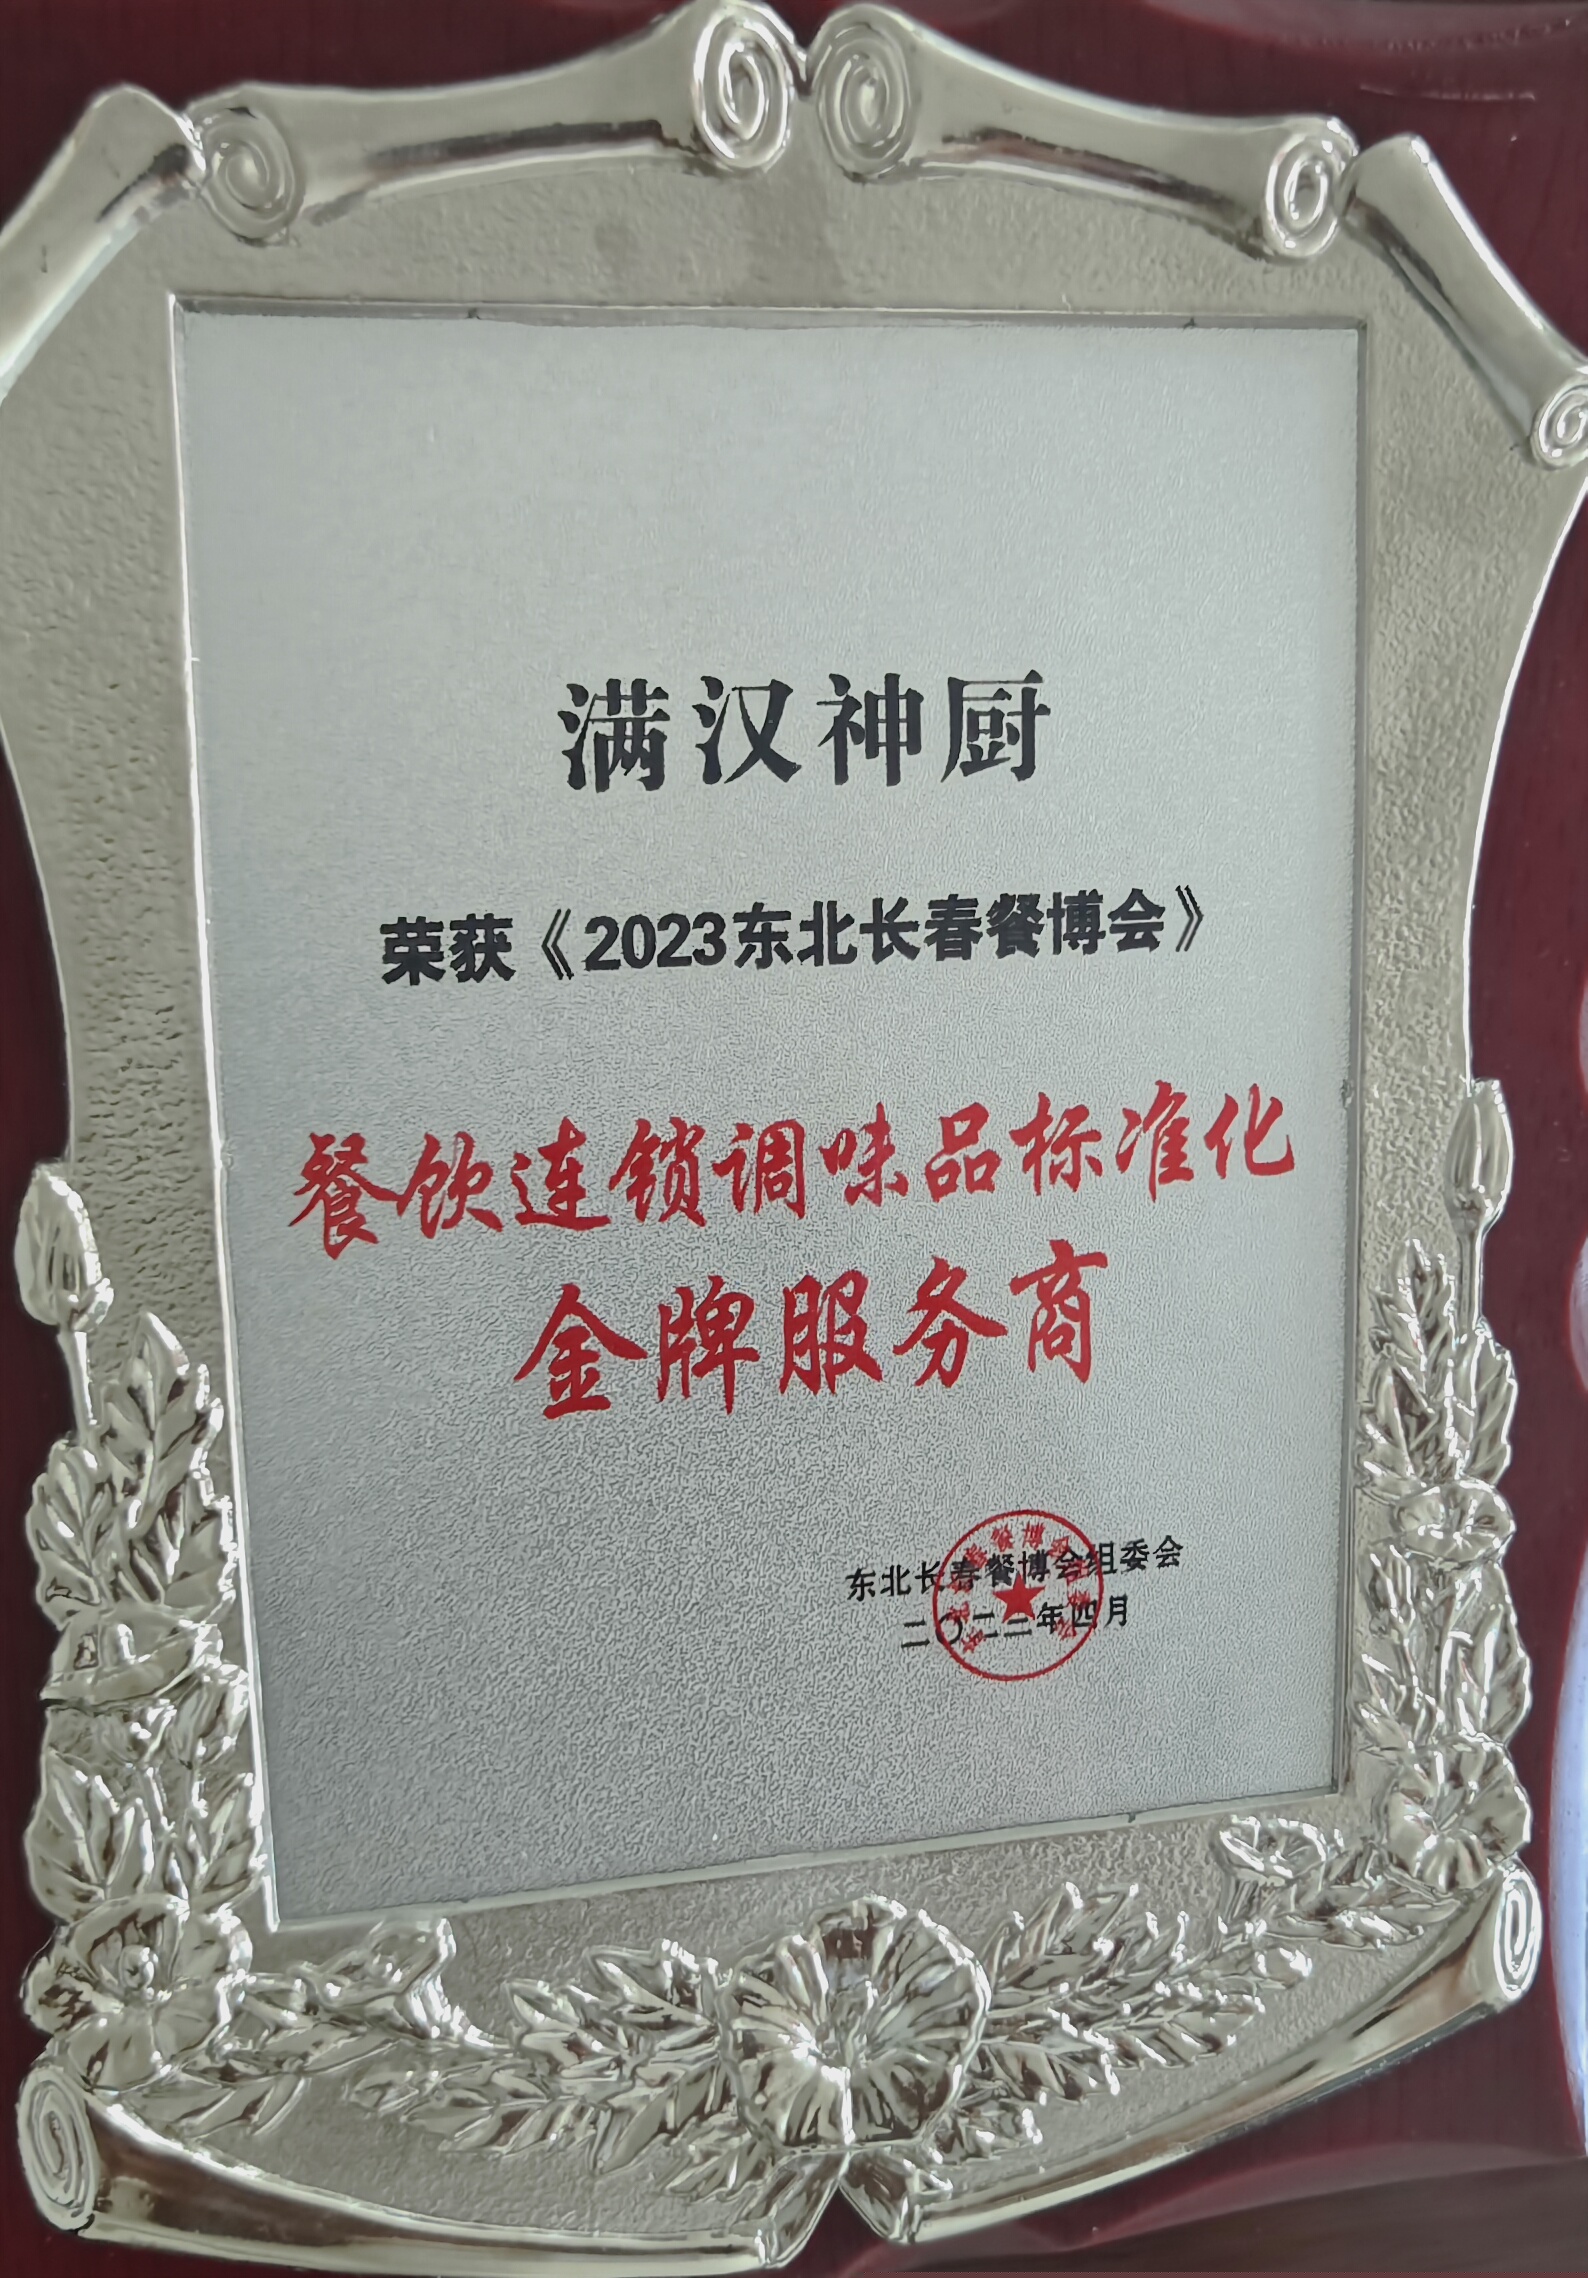 满汉神厨
荣获《2023东北长春餐博会》
餐饮连锁调味品标准化
金牌服务商
东北长春餐博会组委会
二〇二三年四月